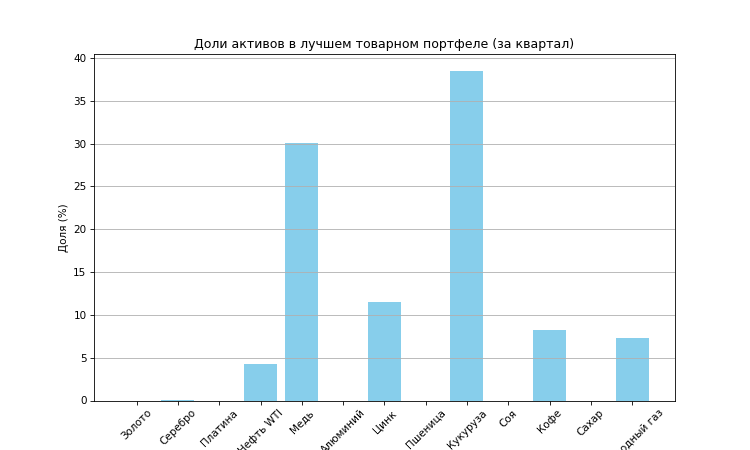 Доли активов в лучшем товарном портфеле (за квартал)
Доля (%)
40
35
30
25
20
15
10
5
0
Золото
Серебро
Платина
Нефть WTI
Медь
Алюминий
Цинк
Пшеница
Кукуруза
Соя
Кофе
Сахар
одный газ